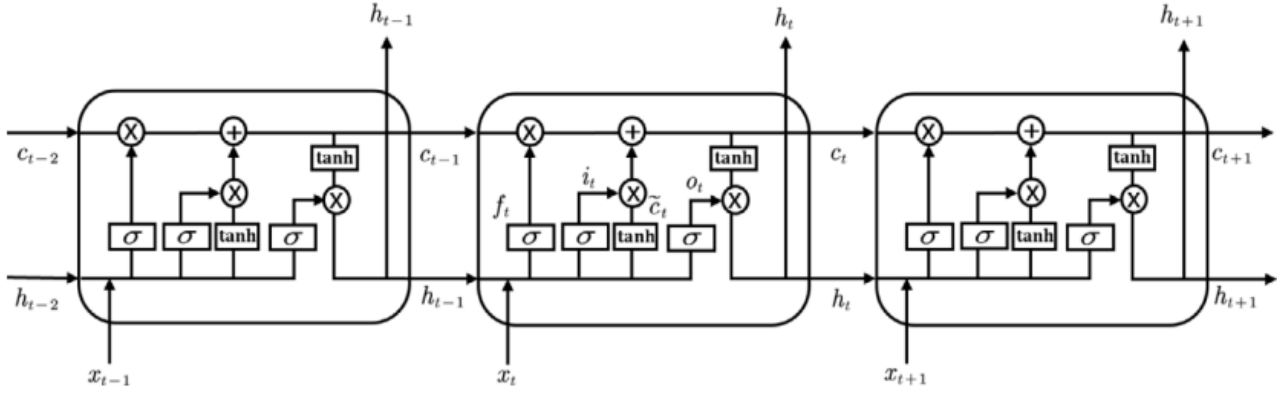 h_{t-1} h_t h_{t+1}
X + X + X +
tanh tanh tanh
c_{t-2} c_{t-1} c_t c_{t+1}
X X i_t X o_t X X X
f_t c̃_t
σ σ tanh σ σ σ tanh σ σ σ tanh σ
h_{t-2} h_{t-1} h_t h_{t+1}
x_{t-1} x_t x_{t+1}